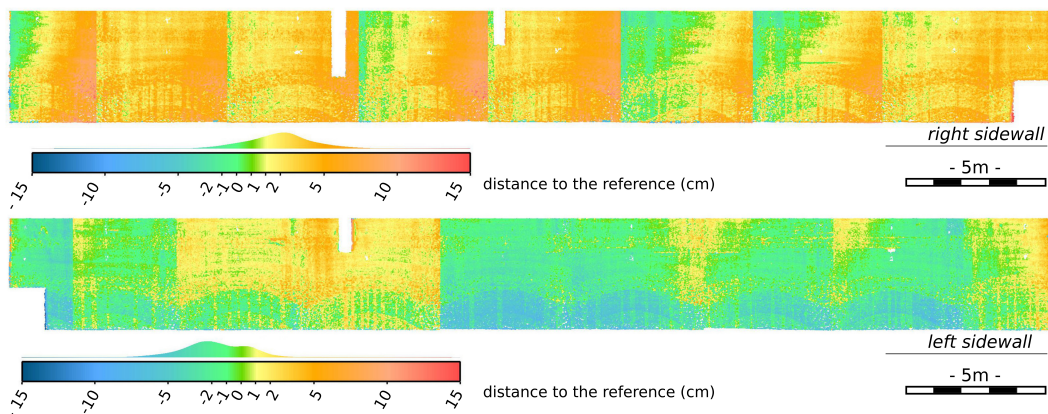 right sidewall
- 5m -
- 15 -10 -5 -2 -1 0 1 2 5 10 15
distance to the reference (cm)
left sidewall
- 5m -
-15 -10 -5 -2 -1 0 1 2 5 10 15
distance to the reference (cm)